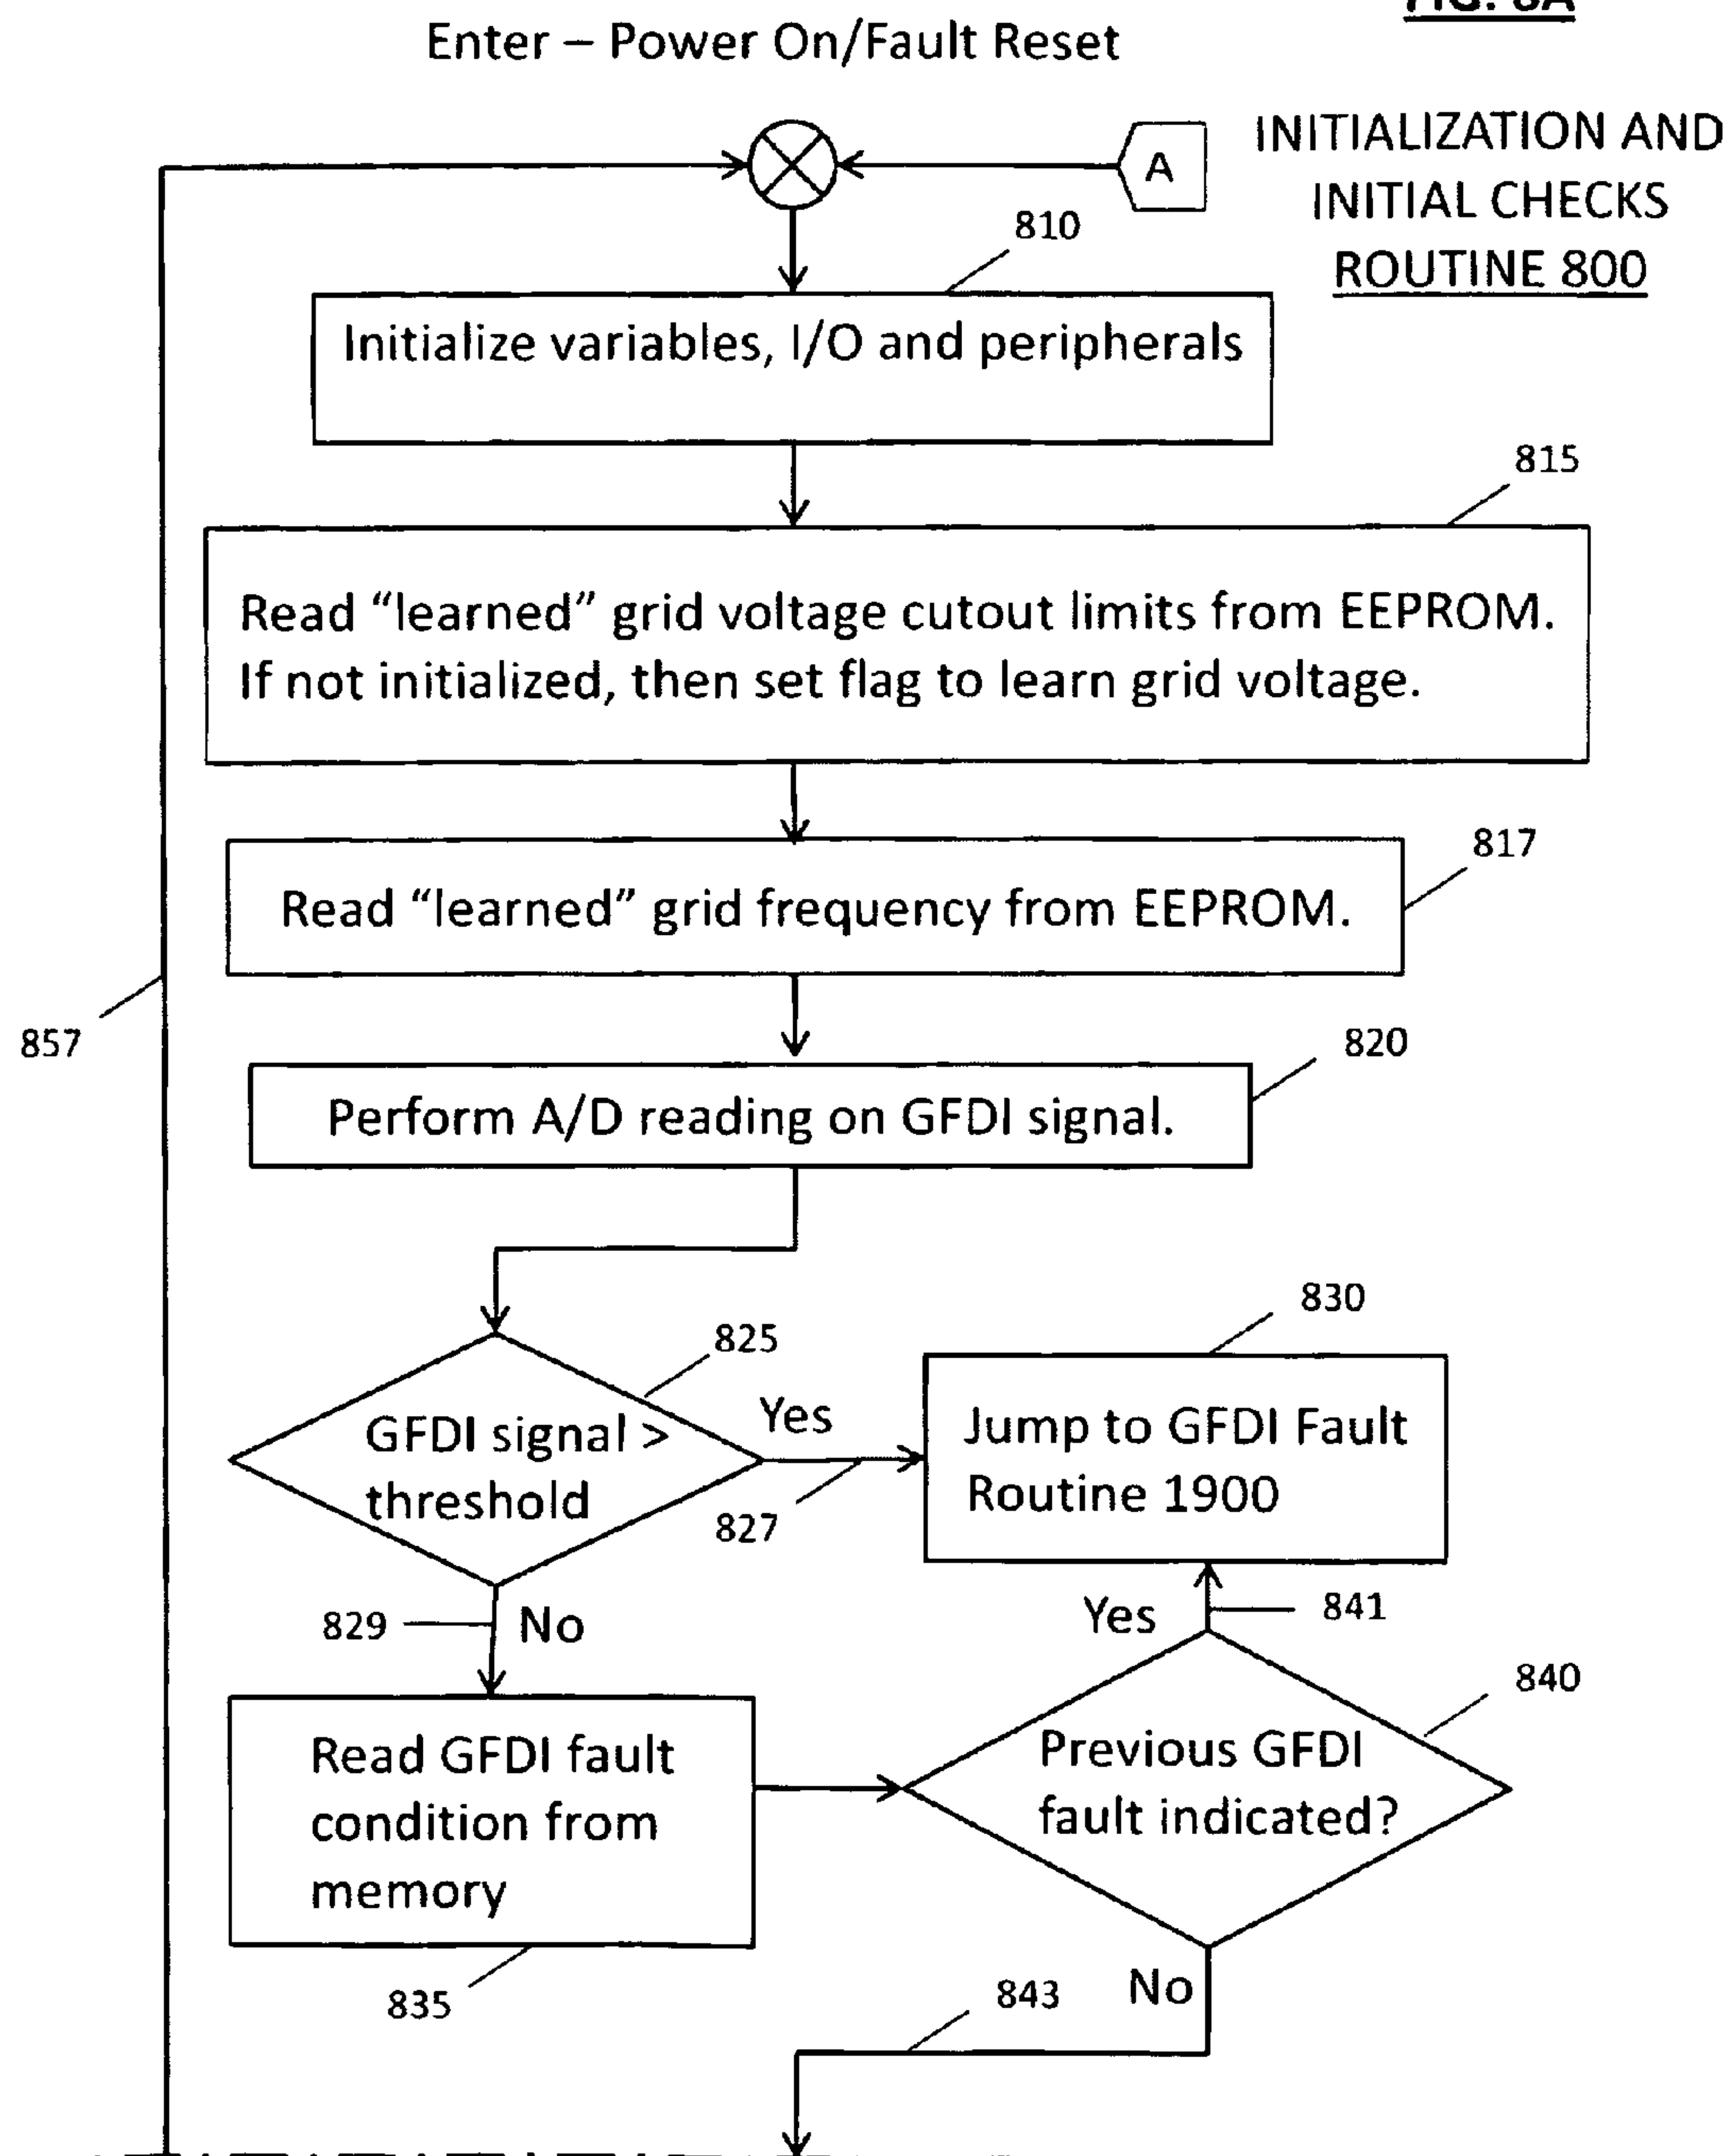 FIG. 8A
Enter – Power On/Fault Reset
A
INITIALIZATION AND
INITIAL CHECKS
ROUTINE 800
810
Initialize variables, I/O and peripherals
815
Read “learned” grid voltage cutout limits from EEPROM.
If not initialized, then set flag to learn grid voltage.
817
Read “learned” grid frequency from EEPROM.
857
820
Perform A/D reading on GFDI signal.
830
825
GFDI signal >
threshold
Yes
827
Jump to GFDI Fault
Routine 1900
829
No
Yes
841
840
Read GFDI fault
condition from
memory
Previous GFDI
fault indicated?
835
843
No